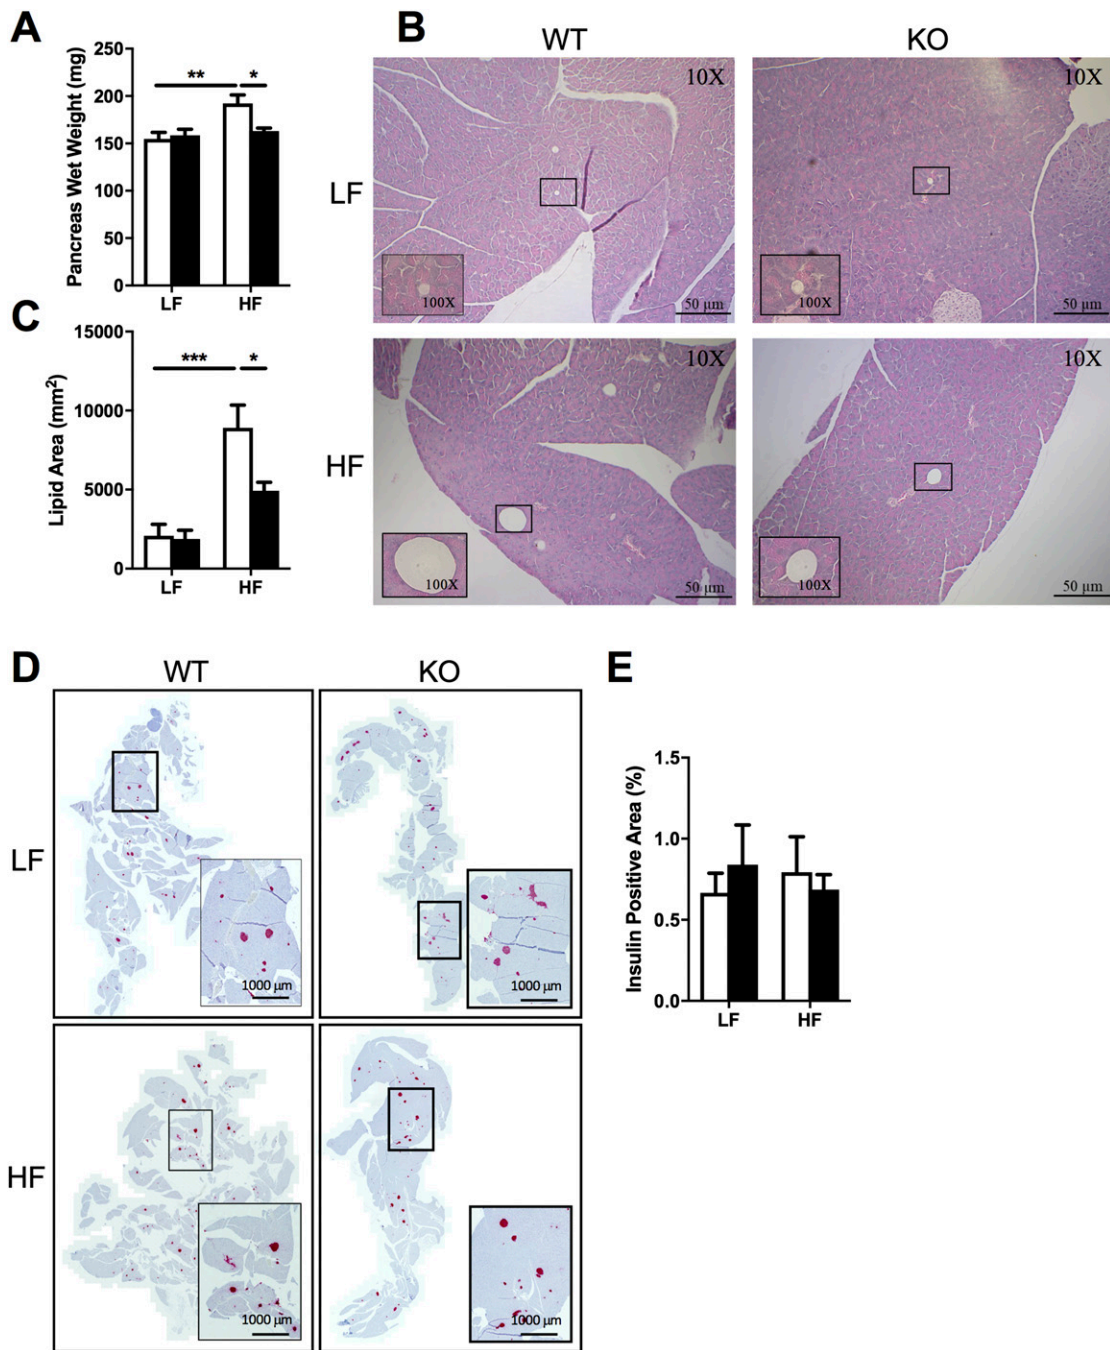 A
Pancreas Wet Weight (mg)
250
200
150
100
50
0
** *
LF HF
B
WT KO
LF
10X 10X
100X 50 µm 100X 50 µm
HF
10X 10X
100X 50 µm 100X 50 µm
C
Lipid Area (mm²)
15000
10000
5000
0
*** *
LF HF
D
WT KO
LF
1000 µm 1000 µm
HF
1000 µm 1000 µm
E
Insulin Positive Area (%)
1.5
1.0
0.5
0.0
LF HF